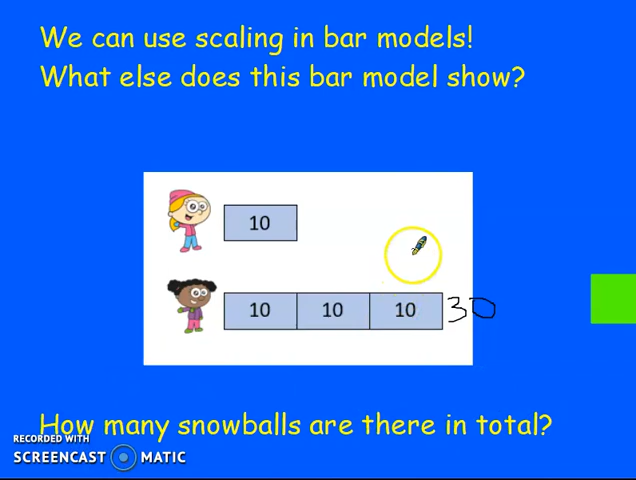 We can use scaling in bar models!
What else does this bar model show?
10
10 10 10 30
How many snowballs are there in total?
RECORDED WITH
SCREENCAST MATIC